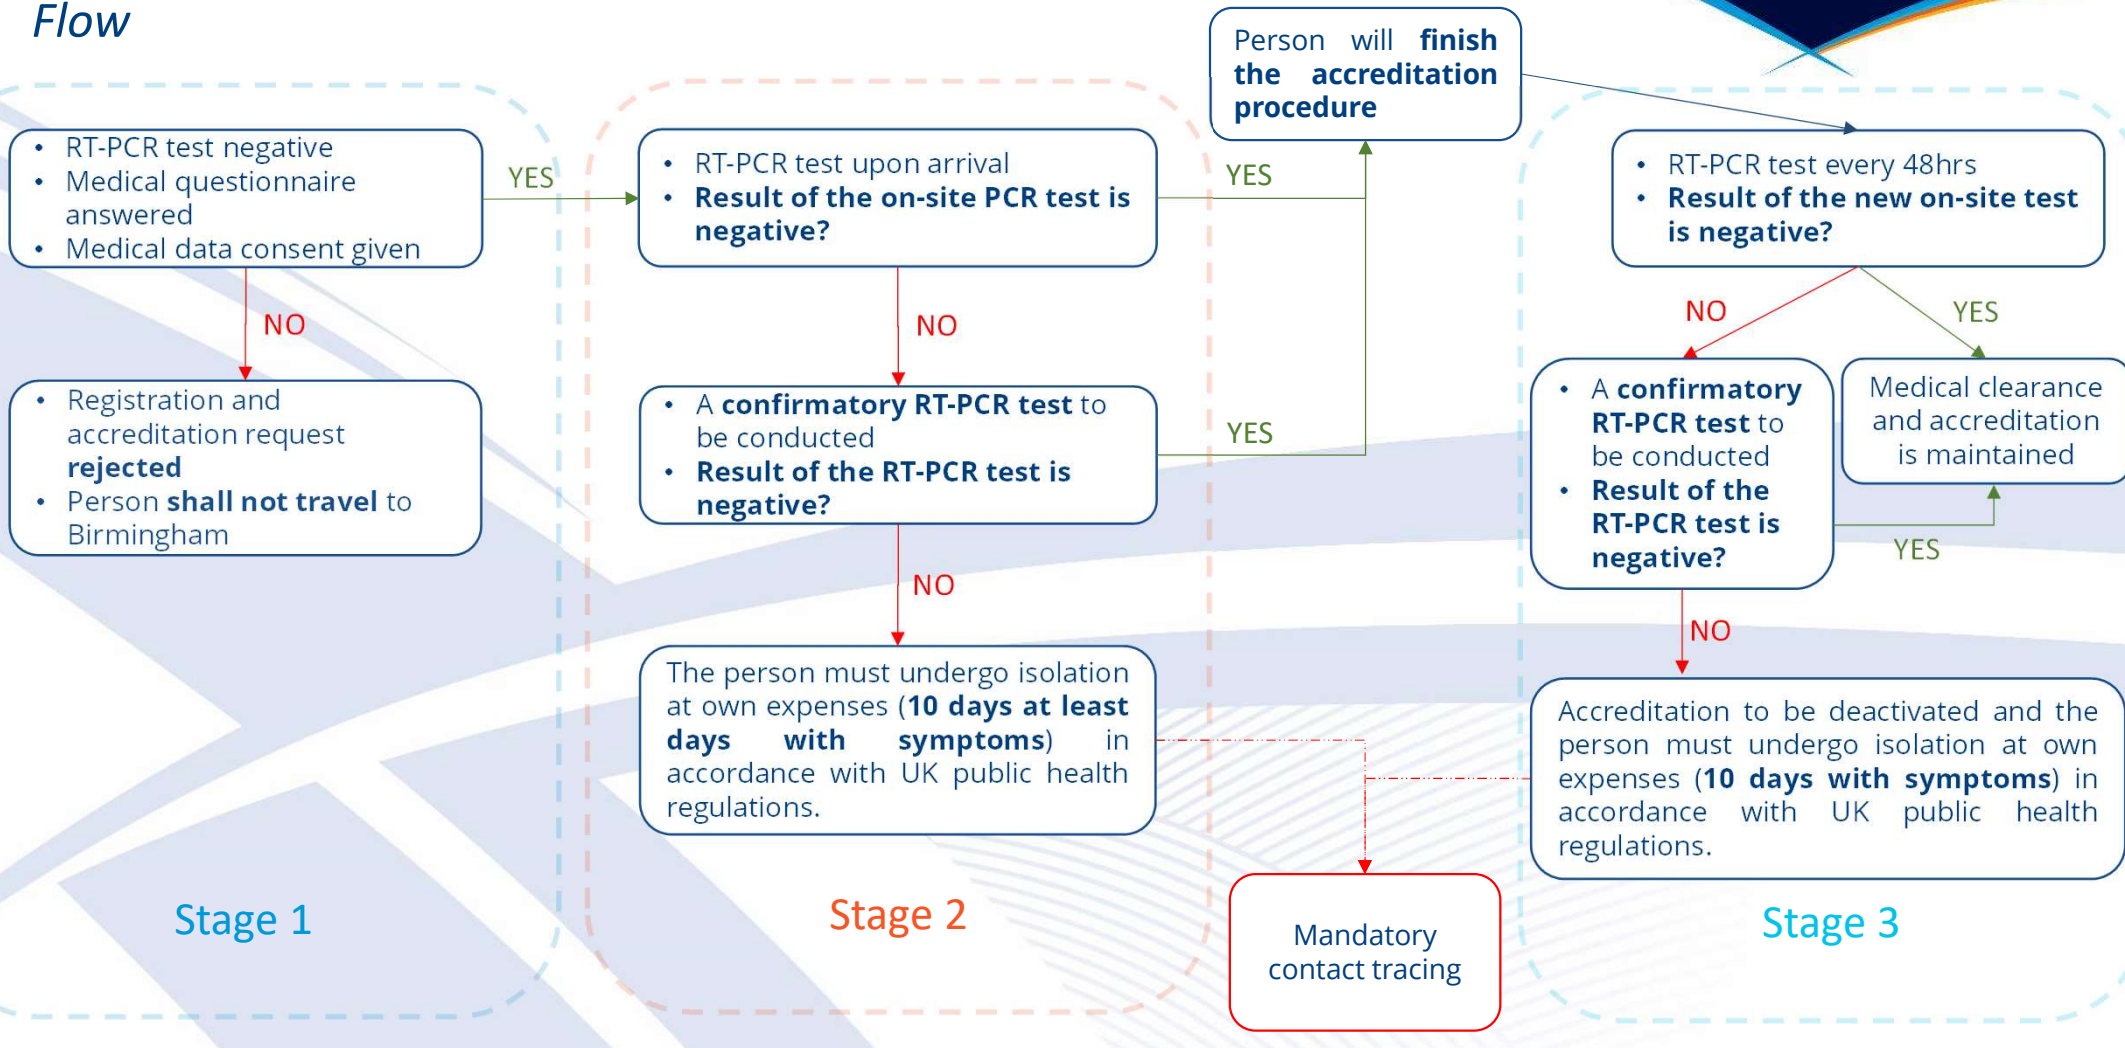 Flow
• RT-PCR test negative
• Medical questionnaire
answered
• Medical data consent given
YES
NO
• Registration and
accreditation request
rejected
• Person shall not travel to
Birmingham
Stage 1
• RT-PCR test upon arrival
• Result of the on-site PCR test is
negative?
YES
NO
• A confirmatory RT-PCR test to
be conducted
• Result of the RT-PCR test is
negative?
YES
NO
The person must undergo isolation
at own expenses (10 days at least
days with symptoms) in
accordance with UK public health
regulations.
Stage 2
Person will finish
the accreditation
procedure
Mandatory
contact tracing
• RT-PCR test every 48hrs
• Result of the new on-site test
is negative?
NO
YES
• A confirmatory
RT-PCR test to
be conducted
• Result of the
RT-PCR test is
negative?
Medical clearance
and accreditation
is maintained
YES
NO
Accreditation to be deactivated and the
person must undergo isolation at own
expenses (10 days with symptoms) in
accordance with UK public health
regulations.
Stage 3